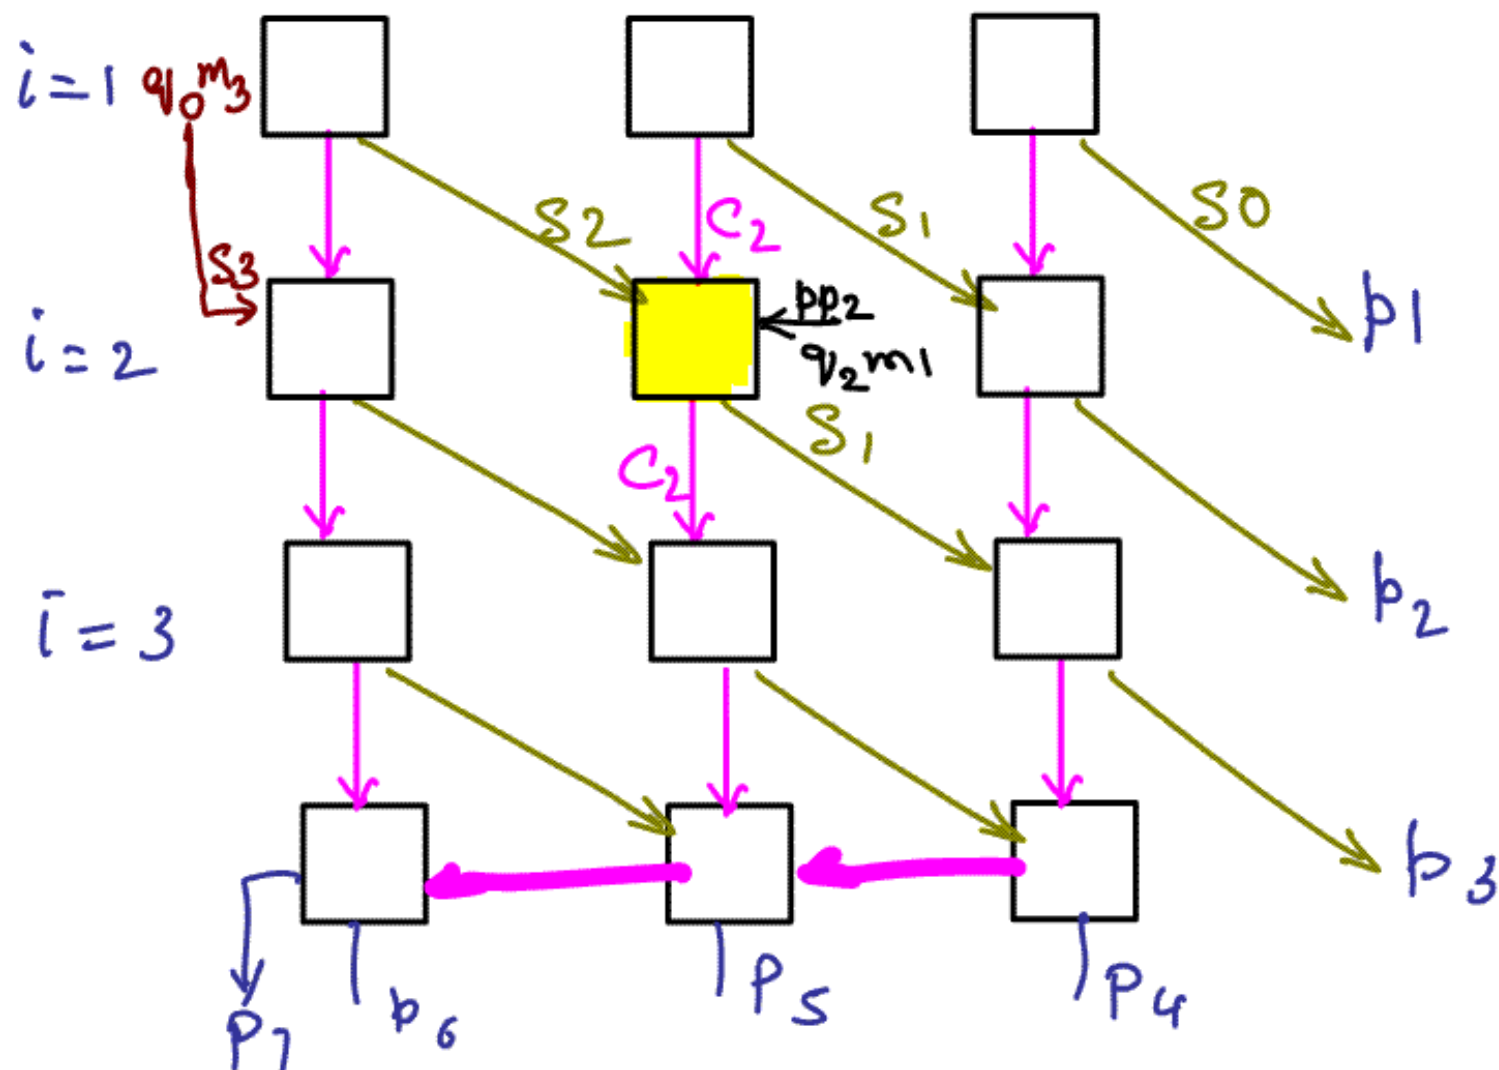 i=1 q0m3
S2 C2 S1 S0
S3
pp2 p1
i=2 q2m1
S1
C2
i=3 p2
p3
P7 p6 P5 P4